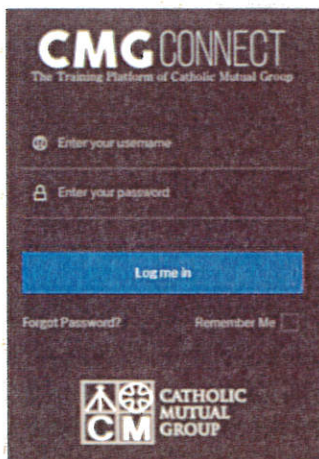 CMG CONNECT
The Training Platform of Catholic Mutual Group
Enter your username
Enter your password
Log me in
Forgot Password? Remember Me
CM
CATHOLIC
MUTUAL
GROUP